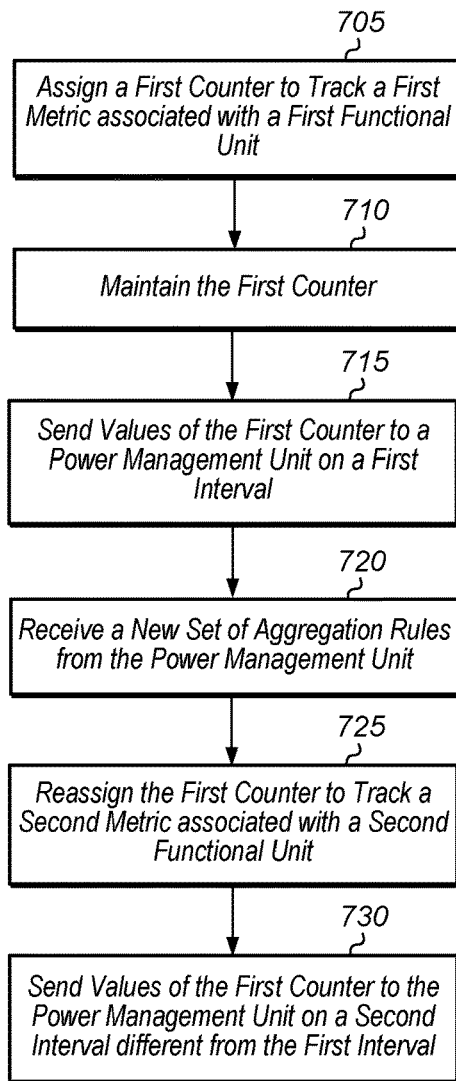 705
Assign a First Counter to Track a First
Metric associated with a First Functional
Unit
710
Maintain the First Counter
715
Send Values of the First Counter to a
Power Management Unit on a First
Interval
720
Receive a New Set of Aggregation Rules
from the Power Management Unit
725
Reassign the First Counter to Track a
Second Metric associated with a Second
Functional Unit
730
Send Values of the First Counter to the
Power Management Unit on a Second
Interval different from the First Interval